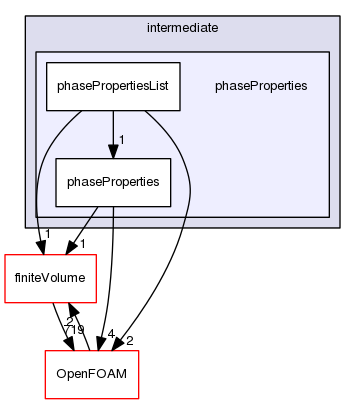 intermediate
phasePropertiesList
phaseProperties
1
phaseProperties
1
1
finiteVolume
2
719
4
2
OpenFOAM